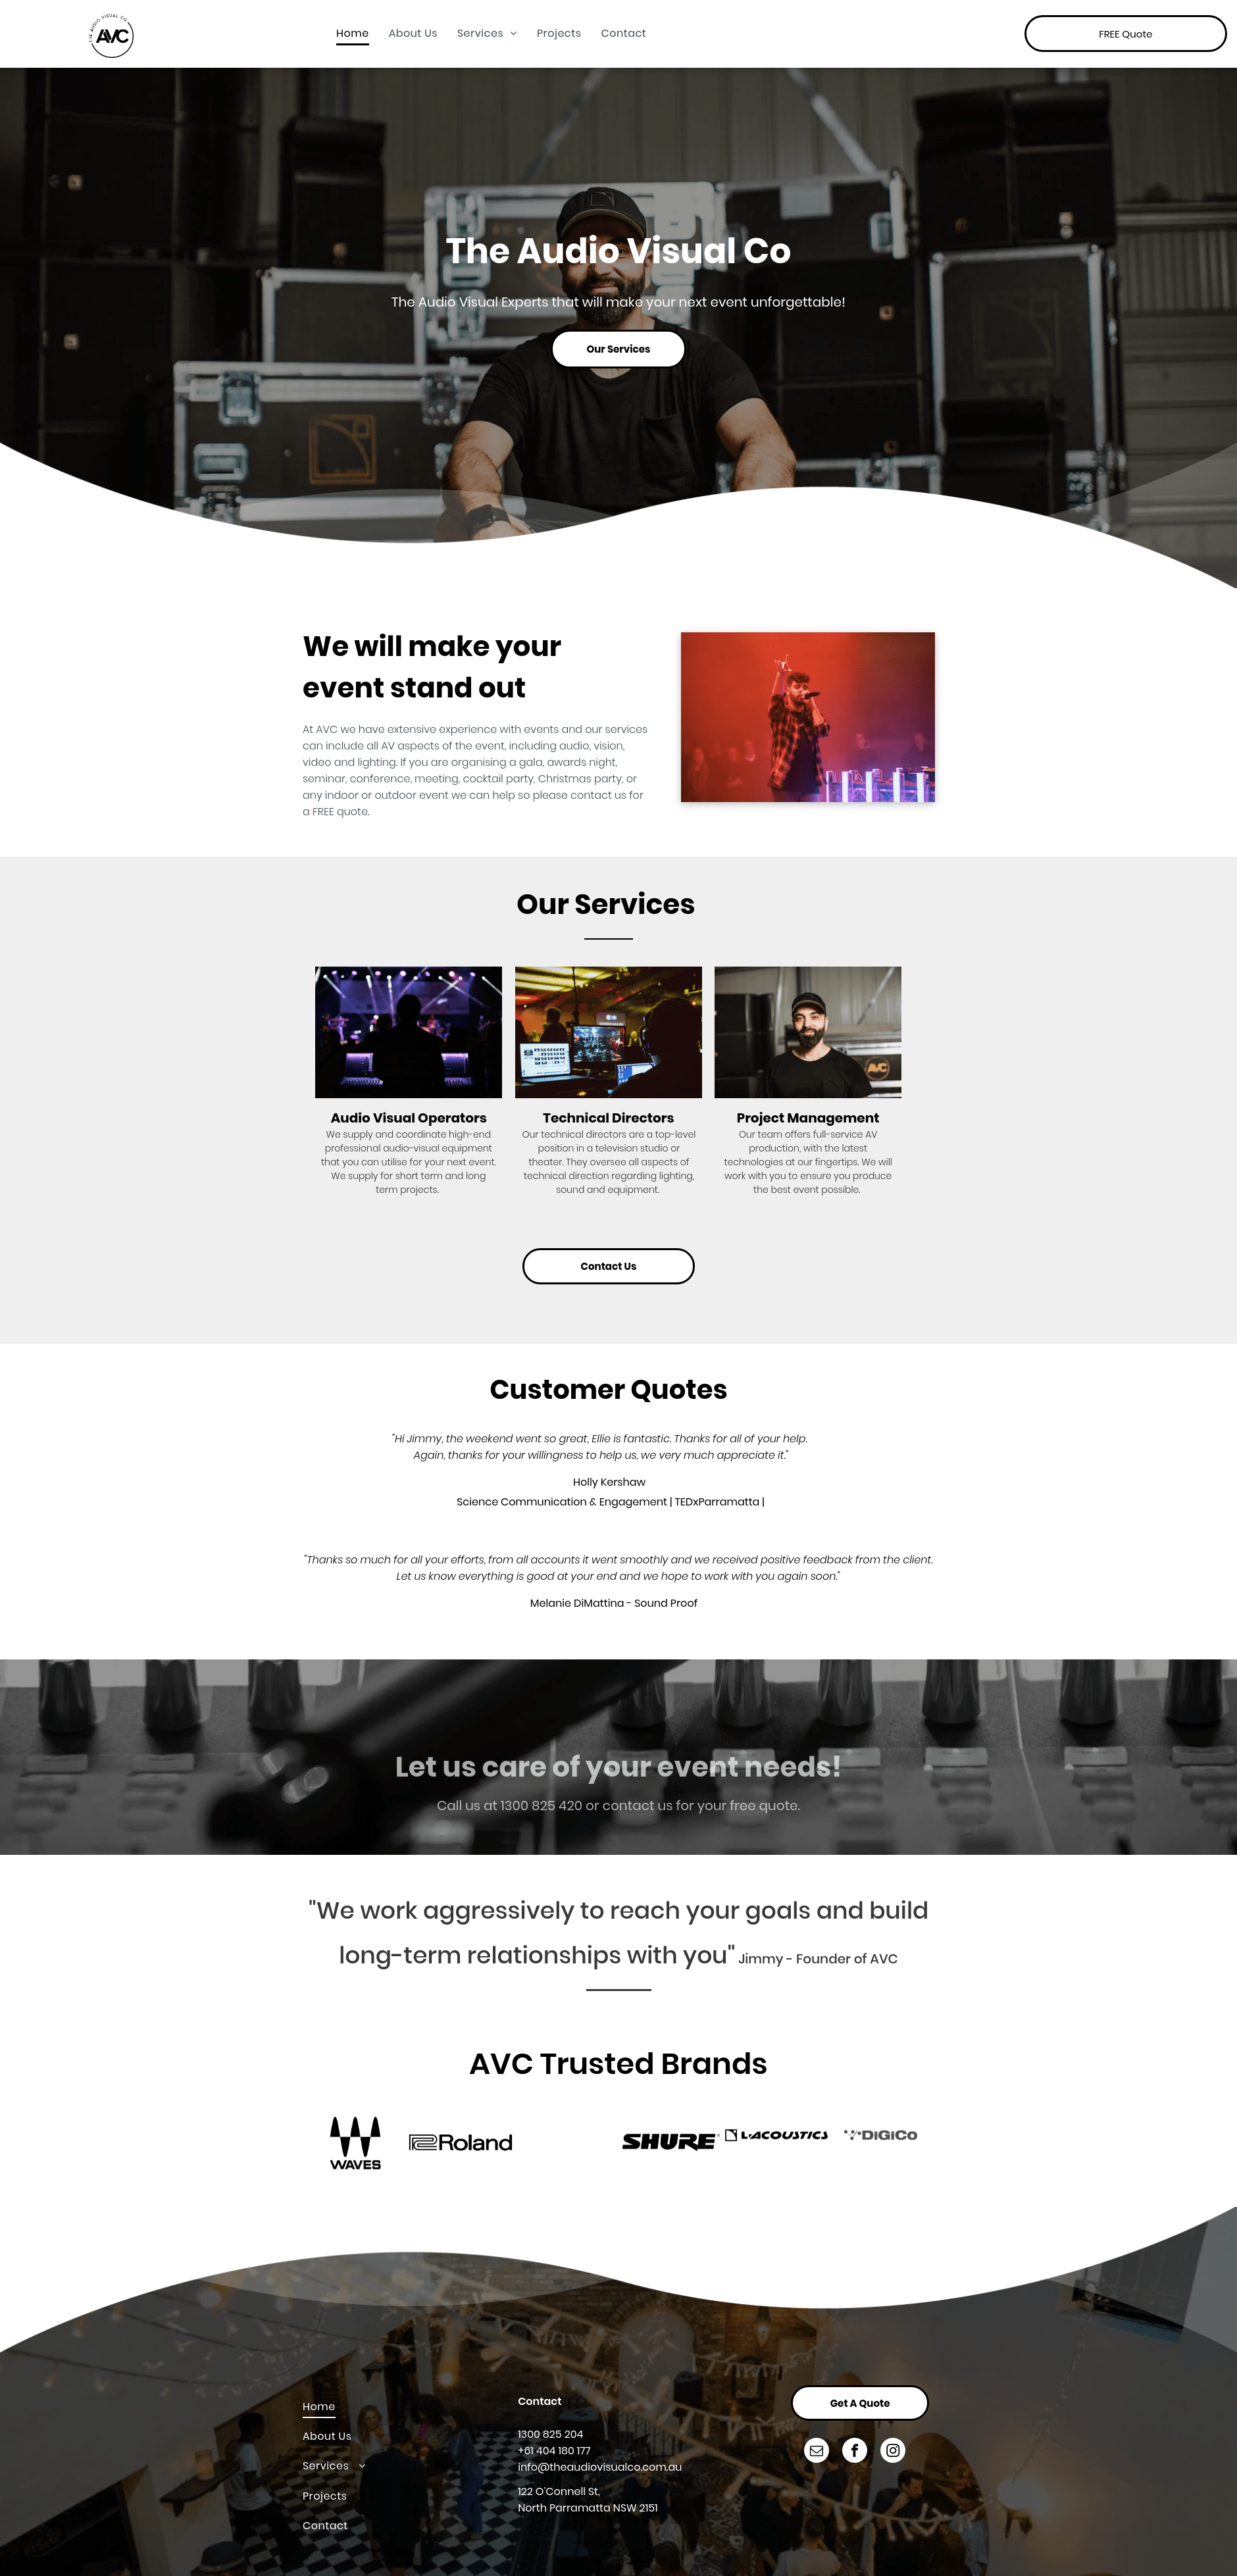 THE AUDIO VISUAL CO
AVC
Home About Us Services Projects Contact
FREE Quote
The Audio Visual Co
The Audio Visual Experts that will make your next event unforgettable!
Our Services
We will make your
event stand out
At AVC we have extensive experience with events and our services
can include all AV aspects of the event, including audio, vision,
video and lighting. If you are organising a gala, awards night,
seminar, conference, meeting, cocktail party, Christmas party, or
any indoor or outdoor event we can help so please contact us for
a FREE quote.
Our Services
AVC
Audio Visual Operators
We supply and coordinate high-end
professional audio-visual equipment
that you can utilise for your next event.
We supply for short term and long
term projects.
Technical Directors
Our technical directors are a top-level
position in a television studio or
theater. They oversee all aspects of
technical direction regarding lighting,
sound and equipment.
Project Management
Our team offers full-service AV
production, with the latest
technologies at our fingertips. We will
work with you to ensure you produce
the best event possible.
Contact Us
Customer Quotes
"Hi Jimmy, the weekend went so great, Ellie is fantastic. Thanks for all of your help.
Again, thanks for your willingness to help us, we very much appreciate it."
Holly Kershaw
Science Communication & Engagement | TEDxParramatta |
"Thanks so much for all your efforts, from all accounts it went smoothly and we received positive feedback from the client.
Let us know everything is good at your end and we hope to work with you again soon."
Melanie DiMattina - Sound Proof
Let us care of your event needs!
Call us at 1300 825 420 or contact us for your free quote.
"We work aggressively to reach your goals and build
long-term relationships with you" Jimmy - Founder of AVC
AVC Trusted Brands
WAVES
Roland
SHURE
L-ACOUSTICS
DiGiCo
Home
About Us
Services
Projects
Contact
Contact
1300 825 204
+61 404 180 177
info@theaudiovisualco.com.au
122 O'Connell St,
North Parramatta NSW 2151
Get A Quote